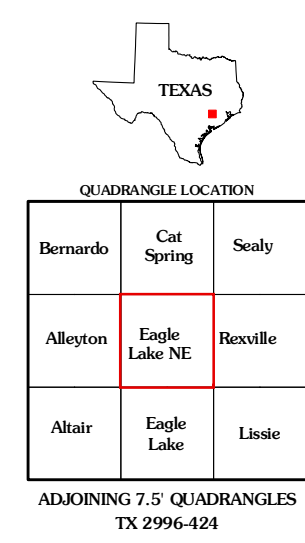 TEXAS
QUADRANGLE LOCATION
Bernardo
Cat
Spring
Sealy
Alleyton
Eagle
Lake NE
Rexville
Altair
Eagle
Lake
Lissie
ADJOINING 7.5' QUADRANGLES
TX 2996-424